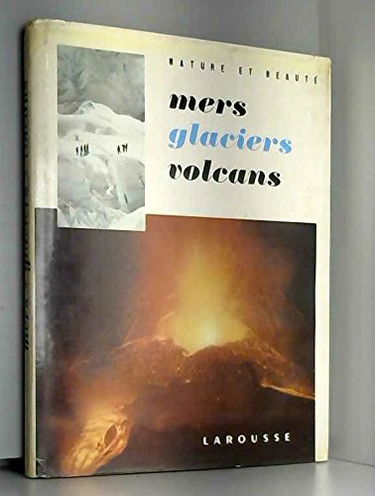 NATURE ET BEAUTÉ
mers
glaciers
volcans
LAROUSSE